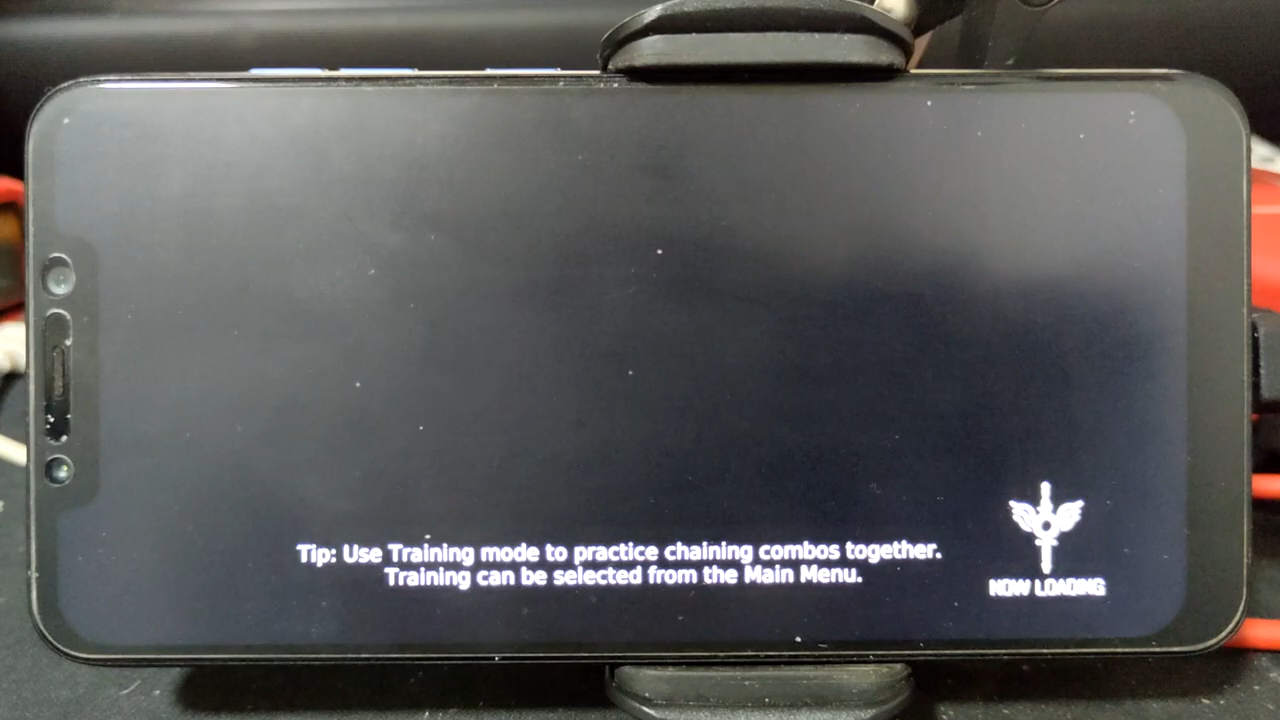 Tip: Use Training mode to practice chaining combos together.
Training can be selected from the Main Menu.
NOW LOADING